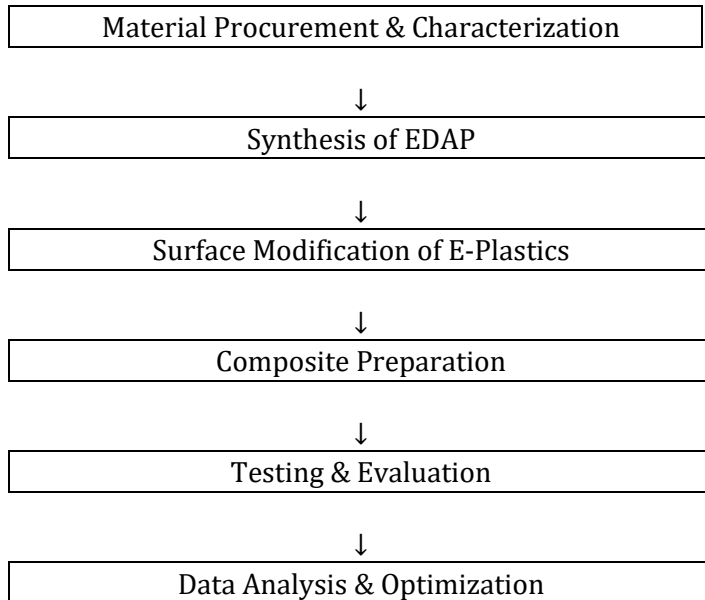 Material Procurement & Characterization
↓
Synthesis of EDAP
↓
Surface Modification of E-Plastics
↓
Composite Preparation
↓
Testing & Evaluation
↓
Data Analysis & Optimization